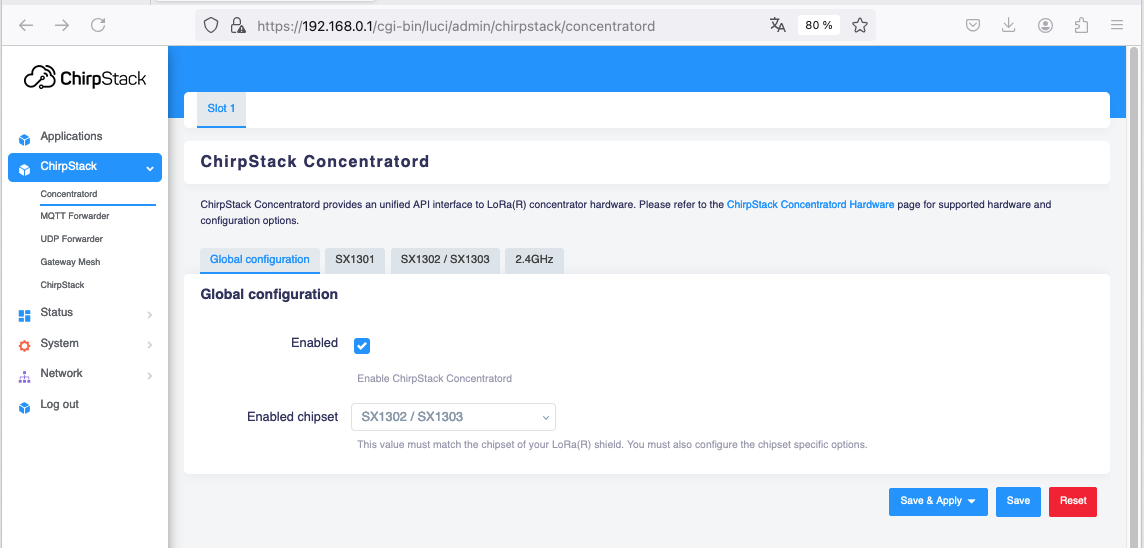 https://192.168.0.1/cgi-bin/luci/admin/chirpstack/concentratord
80 %
ChirpStack
Slot 1
Applications
ChirpStack
Concentratord
MQTT Forwarder
UDP Forwarder
Gateway Mesh
ChirpStack
Status
System
Network
Log out
ChirpStack Concentratord
ChirpStack Concentratord provides an unified API interface to LoRa(R) concentrator hardware. Please refer to the ChirpStack Concentratord Hardware page for supported hardware and
configuration options.
Global configuration
SX1301
SX1302 / SX1303
2.4GHz
Global configuration
Enabled
Enable ChirpStack Concentratord
Enabled chipset
SX1302 / SX1303
This value must match the chipset of your LoRa(R) shield. You must also configure the chipset specific options.
Save & Apply
Save
Reset